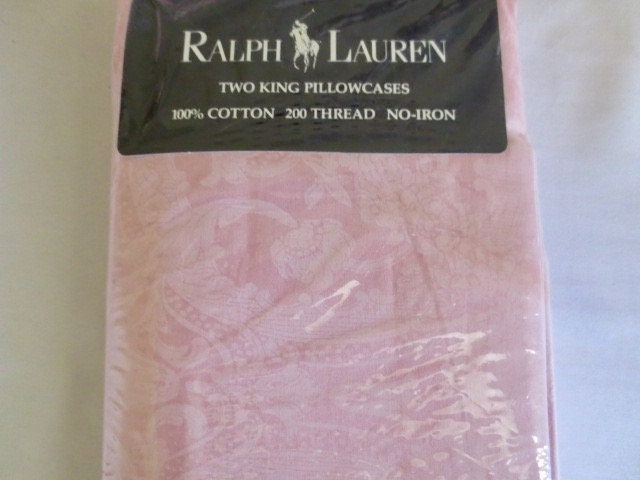 RALPH LAUREN
TWO KING PILLOWCASES
100% COTTON 200 THREAD NO-IRON